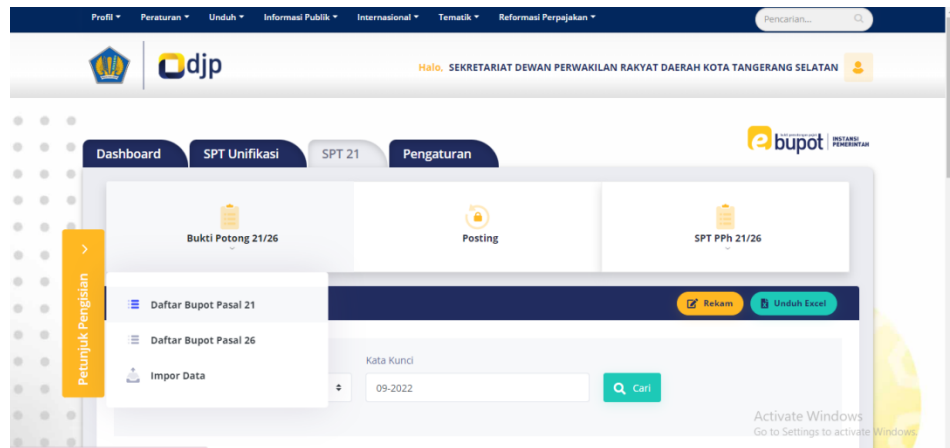 Profil Peraturan Unduh Informasi Publik Internasional Tematik Reformasi Perpajakan Pencarian...
djp
Halo, SEKRETARIAT DEWAN PERWAKILAN RAKYAT DAERAH KOTA TANGERANG SELATAN
Dashboard SPT Unifikasi SPT 21 Pengaturan
ebupot INSTANSI PEMERINTAH
Bukti Potong 21/26 Posting SPT PPh 21/26
Petunjuk Pengisian
Daftar Bupot Pasal 21
Rekam Unduh Excel
Daftar Bupot Pasal 26
Kata Kunci
Impor Data
09-2022 Cari
Activate Windows
Go to Settings to activate Windows.